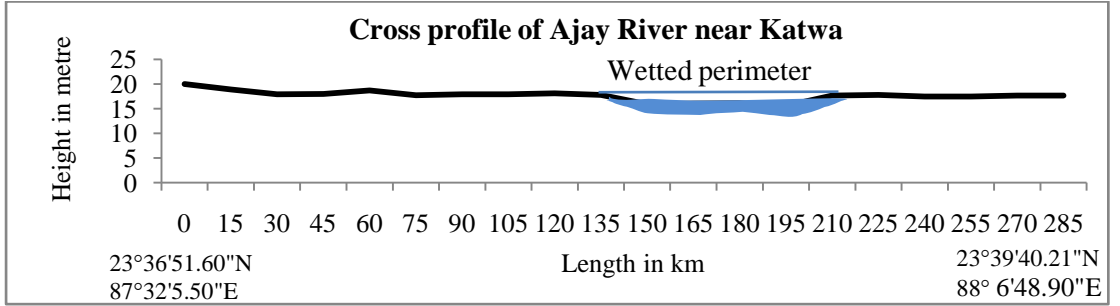 Cross profile of Ajay River near Katwa
Height in metre
25
20
15
10
5
0
Wetted perimeter
0 15 30 45 60 75 90 105 120 135 150 165 180 195 210 225 240 255 270 285
23°36'51.60"N
87°32'5.50"E
Length in km
23°39'40.21"N
88° 6'48.90"E